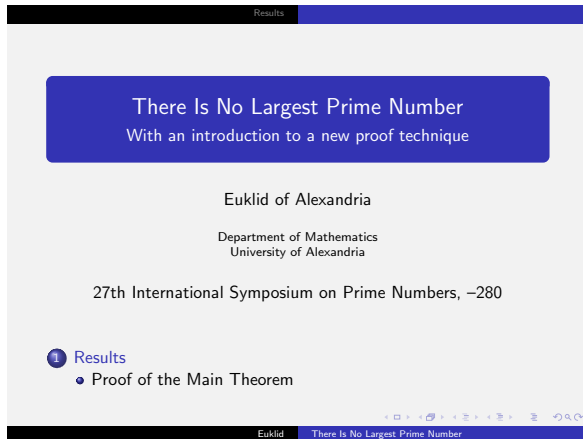 Results
There Is No Largest Prime Number
With an introduction to a new proof technique
Euklid of Alexandria
Department of Mathematics
University of Alexandria
27th International Symposium on Prime Numbers, –280
1 Results
Proof of the Main Theorem
Euklid There Is No Largest Prime Number